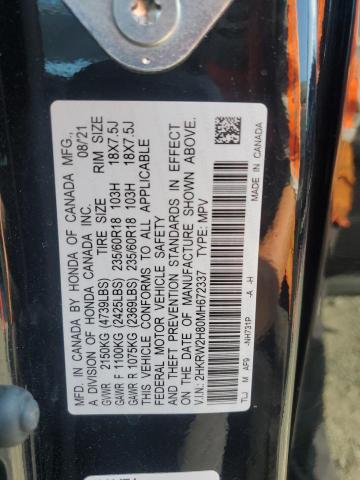 MFD. IN CANADA BY HONDA OF CANADA MFG.,
A DIVISION OF HONDA CANADA INC. 08/21
GVWR 2150KG (4739LBS) TIRE SIZE RIM SIZE
GAWR F 1100KG (2425LBS) 235/60R18 103H 18X7.5J
GAWR R 1075KG (2369LBS) 235/60R18 103H 18X7.5J
THIS VEHICLE CONFORMS TO ALL APPLICABLE
FEDERAL MOTOR VEHICLE SAFETY
AND THEFT PREVENTION STANDARDS IN EFFECT
ON THE DATE OF MANUFACTURE SHOWN ABOVE.
V.I.N.: 2HKRW2H80MH672337 TYPE: MPV
MADE IN CANADA
TLJ M AF9 -NH731P -A -H